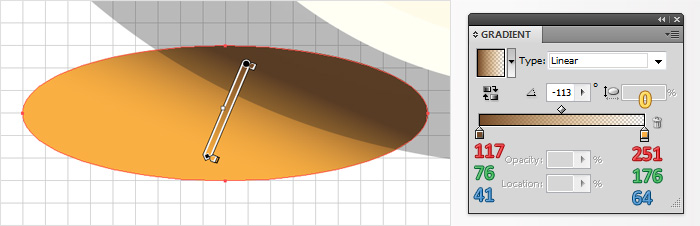 GRADIENT
Type: Linear
-113 °
0 %
117 251
76 Opacity: % 176
41 Location: % 64